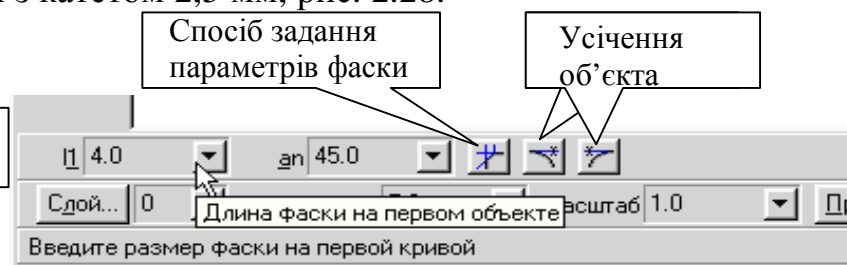 з катетом 2,5 мм, рис. 2.28.
Спосіб задання
параметрів фаски
Усічення
об’єкта
l1 4.0 an 45.0
Слой... 0 Длина фаски на первом объекте асштаб 1.0
Введите размер фаски на первой кривой